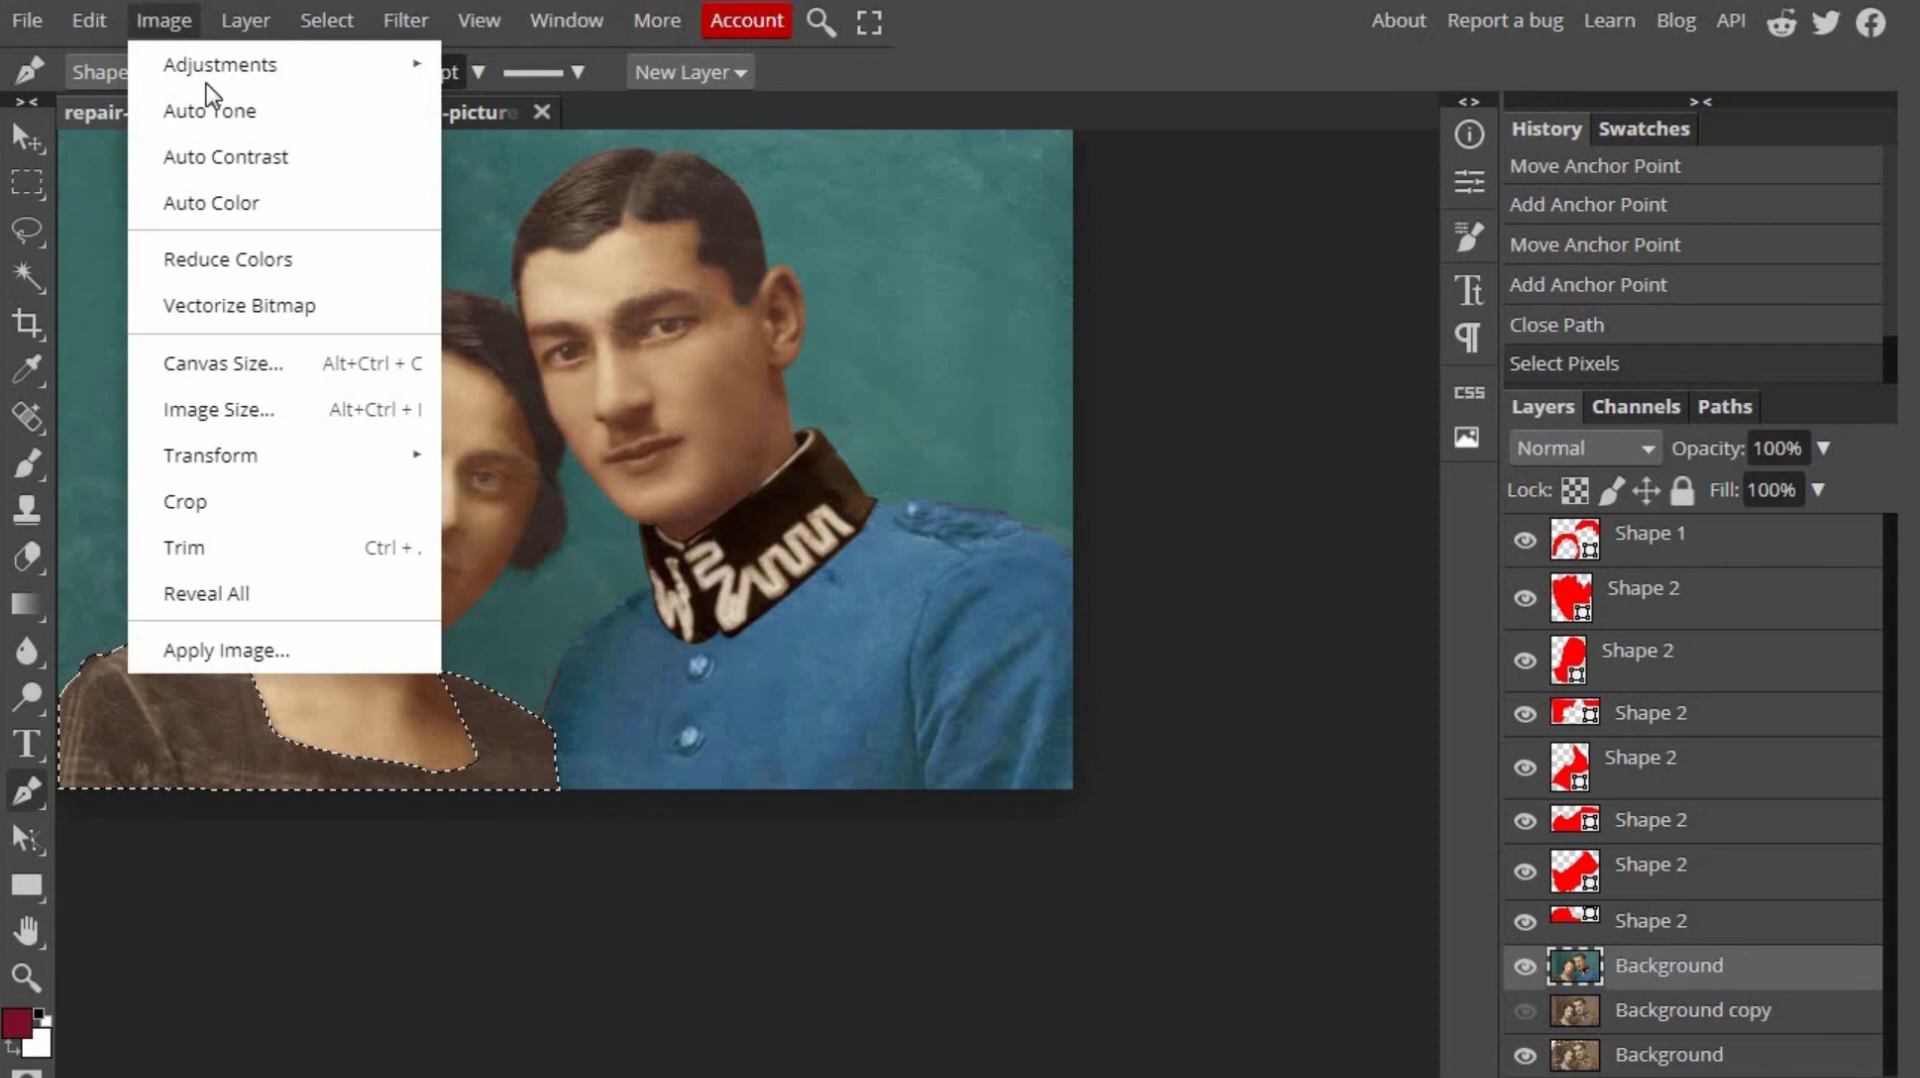 File Edit Image Layer Select Filter View Window More Account About Report a bug Learn Blog API
Shape pt New Layer
repair- -picture
Adjustments
Auto Tone
Auto Contrast
Auto Color
Reduce Colors
Vectorize Bitmap
Canvas Size... Alt+Ctrl + C
Image Size... Alt+Ctrl + I
Transform
Crop
Trim Ctrl + .
Reveal All
Apply Image...
CSS
History Swatches
Move Anchor Point
Add Anchor Point
Move Anchor Point
Add Anchor Point
Close Path
Select Pixels
Layers Channels Paths
Normal Opacity: 100%
Lock: Fill: 100%
Shape 1
Shape 2
Shape 2
Shape 2
Shape 2
Shape 2
Shape 2
Shape 2
Background
Background copy
Background